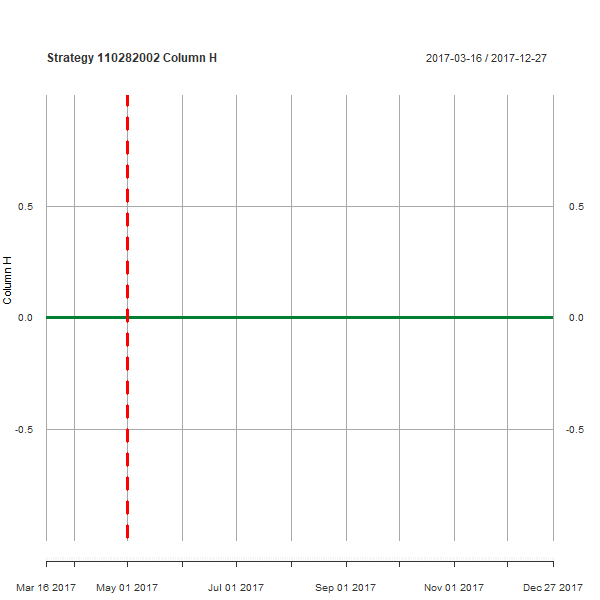 Strategy 110282002 Column H
2017-03-16 / 2017-12-27
0.5
0.5
Column H
0.0
0.0
-0.5
-0.5
Mar 16 2017
May 01 2017
Jul 01 2017
Sep 01 2017
Nov 01 2017
Dec 27 2017